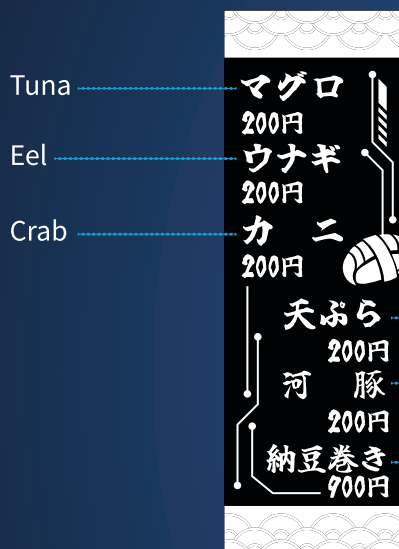 Tuna
マグロ
200円
Eel
ウナギ
200円
Crab
カニ
200円
天ぷら
200円
河豚
200円
納豆巻き
900円